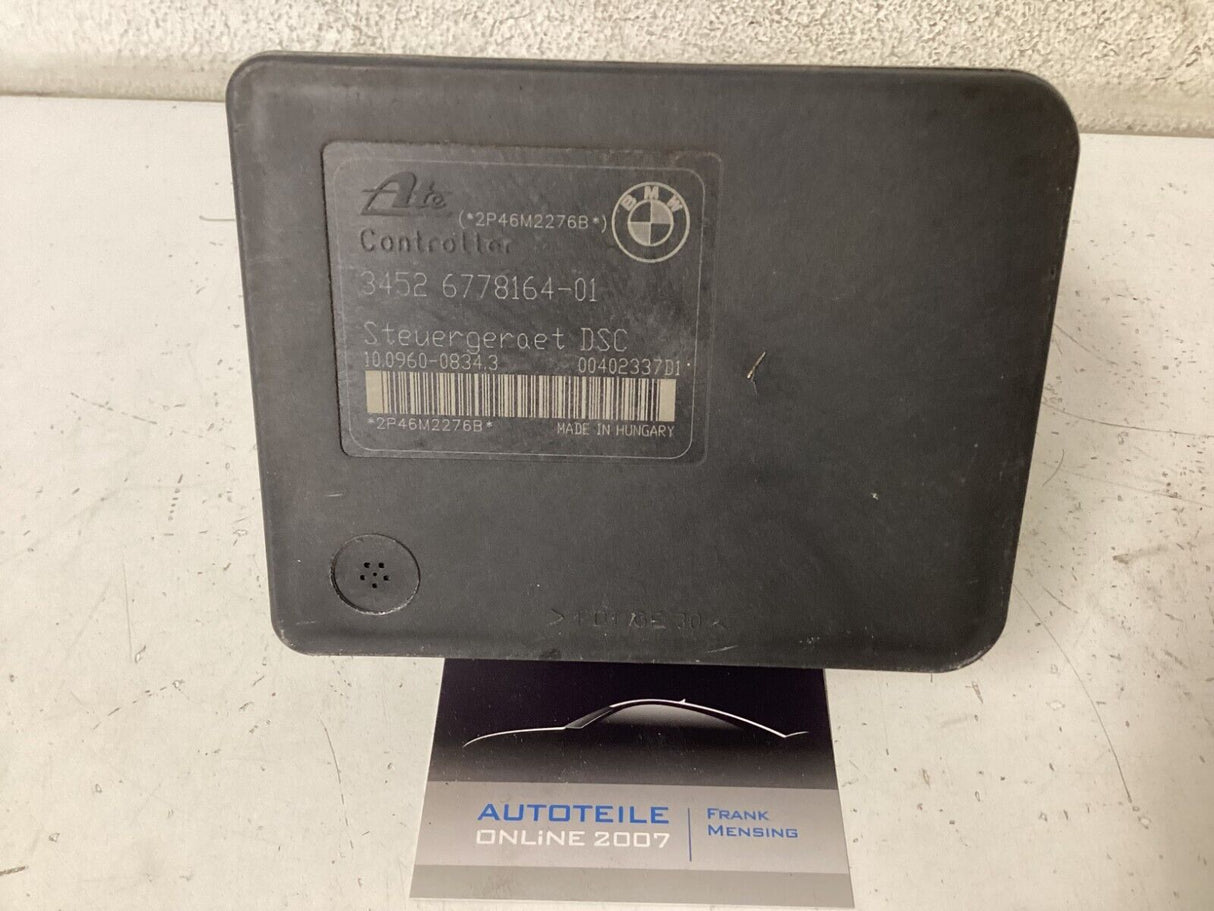 Ate
(*2P46M2276B*)
BMW
Controller
3452 6778164-01
Steuergeraet DSC
10.0960-0834.3 00402337D1
*2P46M2276B* MADE IN HUNGARY
AUTOTEILE
ONLiNE 2007
FRANK
MENSING